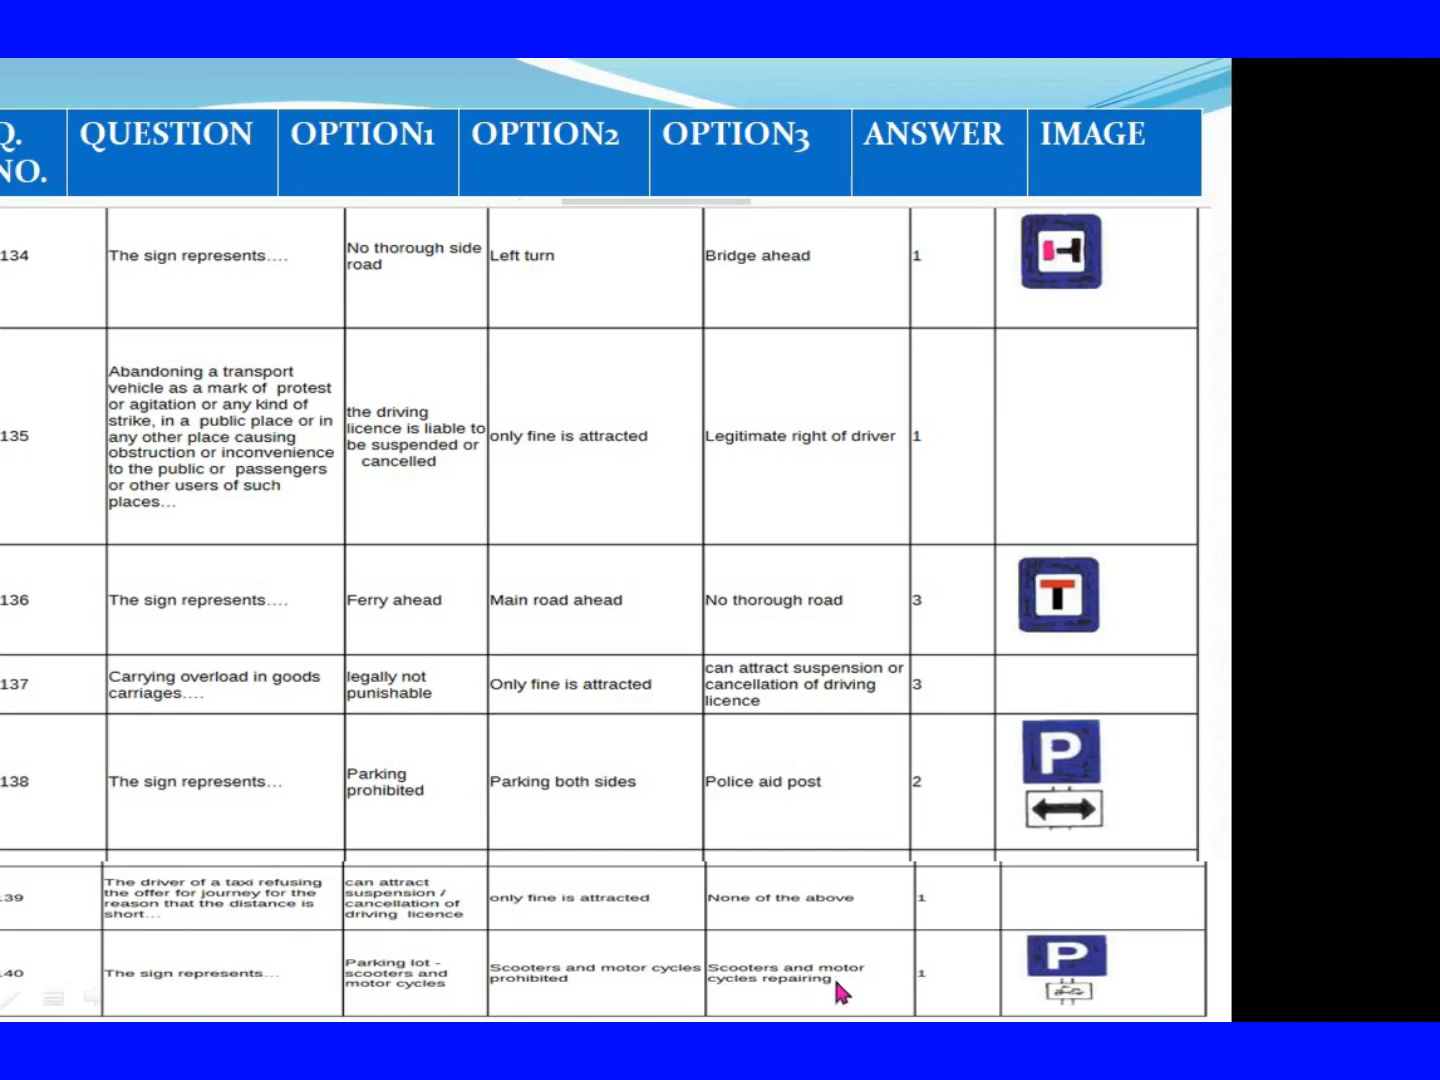 Q.
NO.
QUESTION
OPTION1
OPTION2
OPTION3
ANSWER
IMAGE
134
The sign represents....
No thorough side
road
Left turn
Bridge ahead
1
135
Abandoning a transport
vehicle as a mark of protest
or agitation or any kind of
strike, in a public place or in
any other place causing
obstruction or inconvenience
to the public or passengers
or other users of such
places...
the driving
licence is liable to
be suspended or
cancelled
only fine is attracted
Legitimate right of driver
1
136
The sign represents....
Ferry ahead
Main road ahead
No thorough road
3
T
137
Carrying overload in goods
carriages....
legally not
punishable
Only fine is attracted
can attract suspension or
cancellation of driving
licence
3
138
The sign represents...
Parking
prohibited
Parking both sides
Police aid post
2
P
139
The driver of a taxi refusing
the offer for journey for the
reason that the distance is
short...
can attract
suspension /
cancellation of
driving licence
only fine is attracted
None of the above
1
140
The sign represents...
Parking lot -
scooters and
motor cycles
Scooters and motor cycles
prohibited
Scooters and motor
cycles repairing
1
P